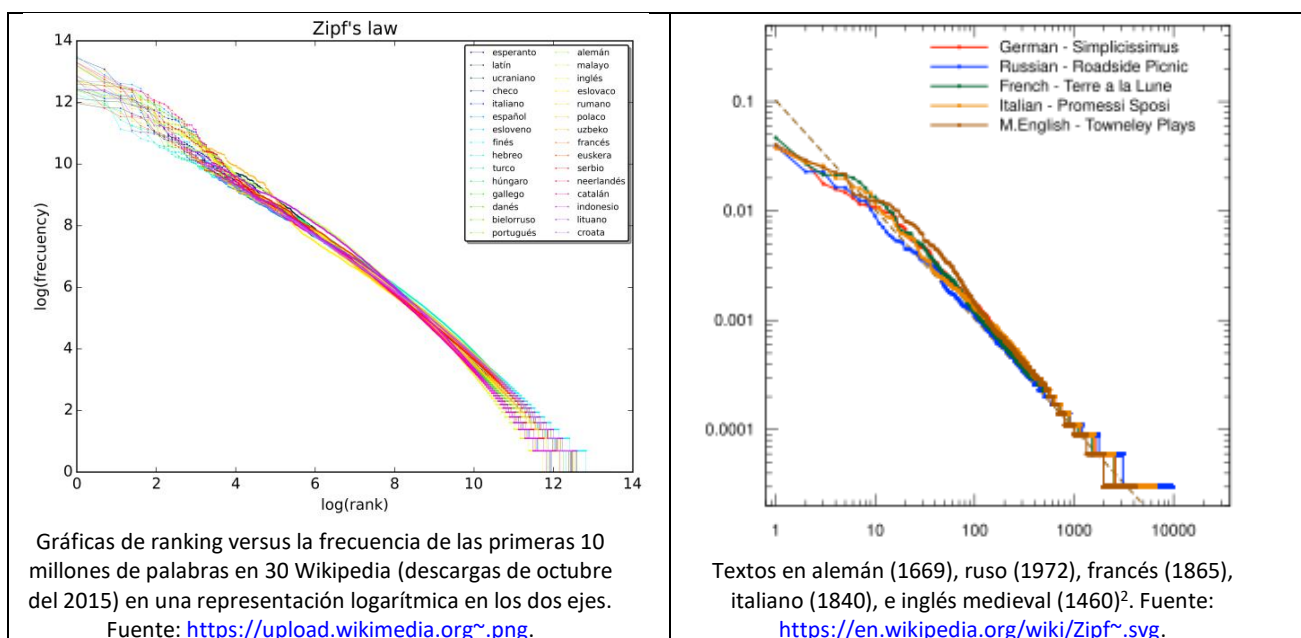 Zipf's law
14
12
10
8
6
4
2
0
log(frecuency)
0 2 4 6 8 10 12 14
log(rank)
esperanto
latín
ucraniano
checo
italiano
español
esloveno
finés
hebreo
turco
húngaro
gallego
danés
bielorruso
portugués
alemán
malayo
inglés
eslovaco
rumano
polaco
uzbeko
francés
euskera
serbio
neerlandés
catalán
indonesio
lituano
croata
Gráficas de ranking versus la frecuencia de las primeras 10
millones de palabras en 30 Wikipedia (descargas de octubre
del 2015) en una representación logarítmica en los dos ejes.
Fuente: https://upload.wikimedia.org~.png.
German - Simplicissimus
Russian - Roadside Picnic
French - Terre a la Lune
Italian - Promessi Sposi
M.English - Towneley Plays
0.1
0.01
0.001
0.0001
1 10 100 1000 10000
Textos en alemán (1669), ruso (1972), francés (1865),
italiano (1840), e inglés medieval (1460)². Fuente:
https://en.wikipedia.org/wiki/Zipf~.svg.